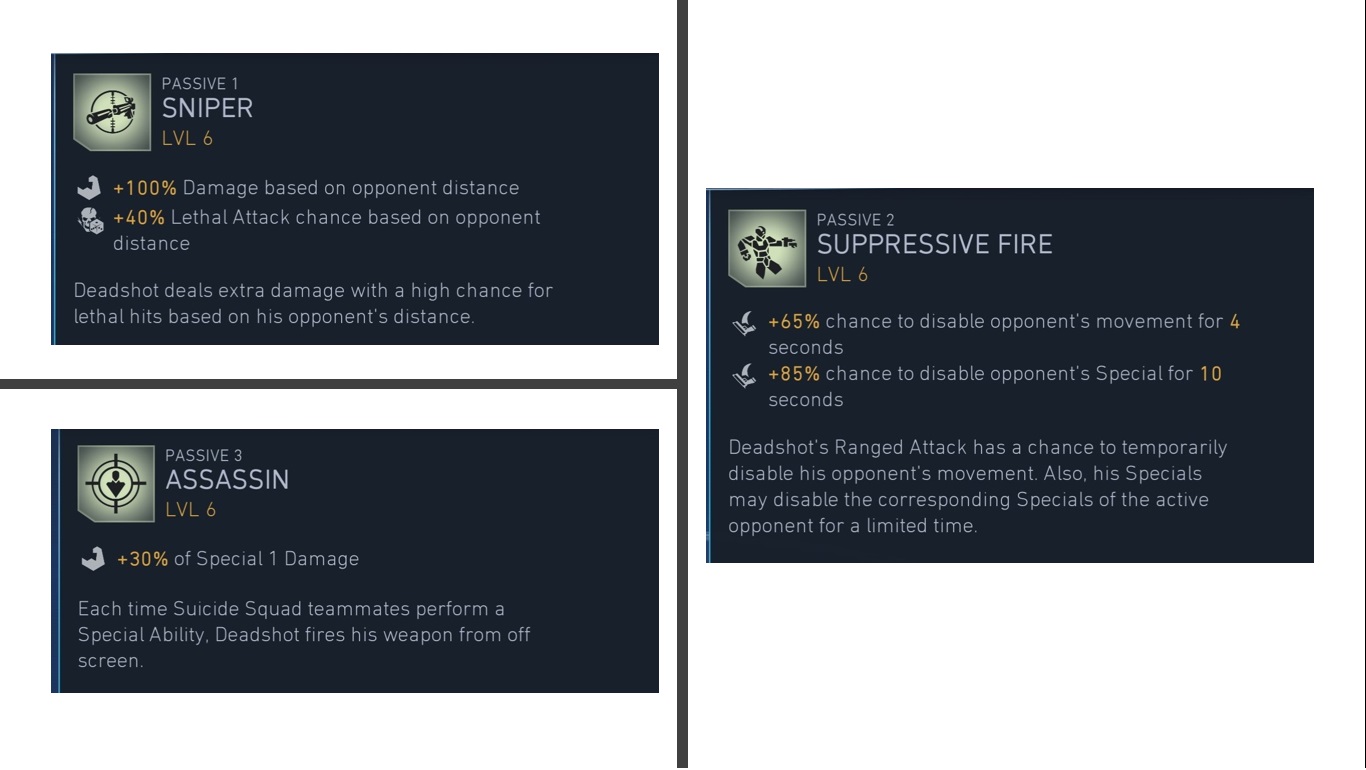 PASSIVE 1
SNIPER
LVL 6
+100% Damage based on opponent distance
+40% Lethal Attack chance based on opponent
distance
Deadshot deals extra damage with a high chance for
lethal hits based on his opponent's distance.
PASSIVE 3
ASSASSIN
LVL 6
+30% of Special 1 Damage
Each time Suicide Squad teammates perform a
Special Ability, Deadshot fires his weapon from off
screen.
PASSIVE 2
SUPPRESSIVE FIRE
LVL 6
+65% chance to disable opponent's movement for 4
seconds
+85% chance to disable opponent's Special for 10
seconds
Deadshot's Ranged Attack has a chance to temporarily
disable his opponent's movement. Also, his Specials
may disable the corresponding Specials of the active
opponent for a limited time.